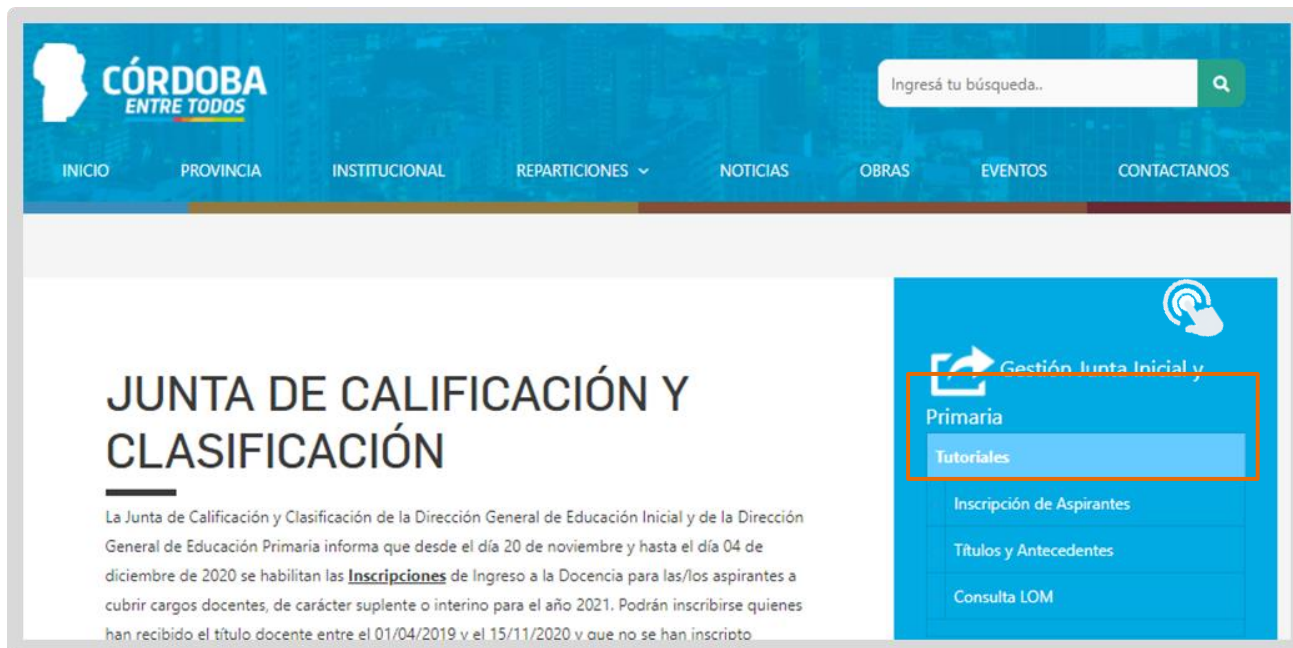 CÓRDOBA
ENTRE TODOS
Ingresá tu búsqueda..
INICIO PROVINCIA INSTITUCIONAL REPARTICIONES NOTICIAS OBRAS EVENTOS CONTACTANOS
JUNTA DE CALIFICACIÓN Y
CLASIFICACIÓN
La Junta de Calificación y Clasificación de la Dirección General de Educación Inicial y de la Dirección
General de Educación Primaria informa que desde el día 20 de noviembre y hasta el día 04 de
diciembre de 2020 se habilitan las Inscripciones de Ingreso a la Docencia para las/los aspirantes a
cubrir cargos docentes, de carácter suplente o interino para el año 2021. Podrán inscribirse quienes
han recibido el título docente entre el 01/04/2019 y el 15/11/2020 y que no se han inscripto
Gestión Junta Inicial y
Primaria
Tutoriales
Inscripción de Aspirantes
Títulos y Antecedentes
Consulta LOM